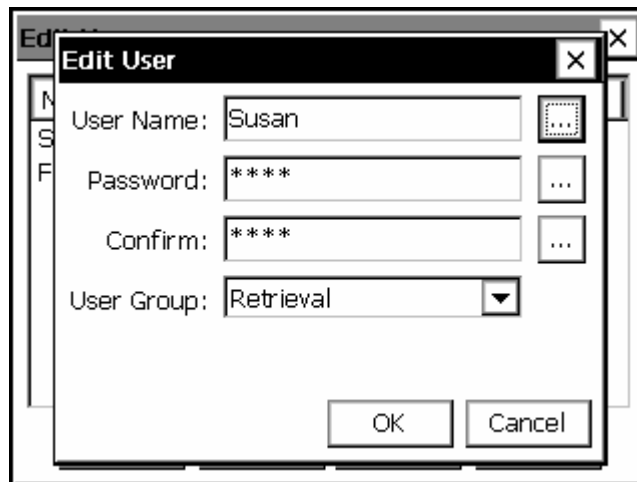 Edit User
User Name: Susan ...
Password: **** ...
Confirm: **** ...
User Group: Retrieval
OK Cancel